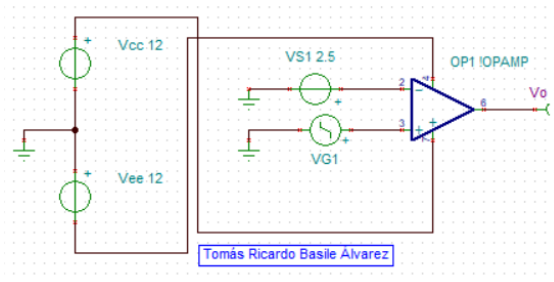 Vcc 12
VS1 2.5
OP1 !OPAMP
2
4
6
Vo
3
7
VG1
Vee 12
Tomás Ricardo Basile Álvarez